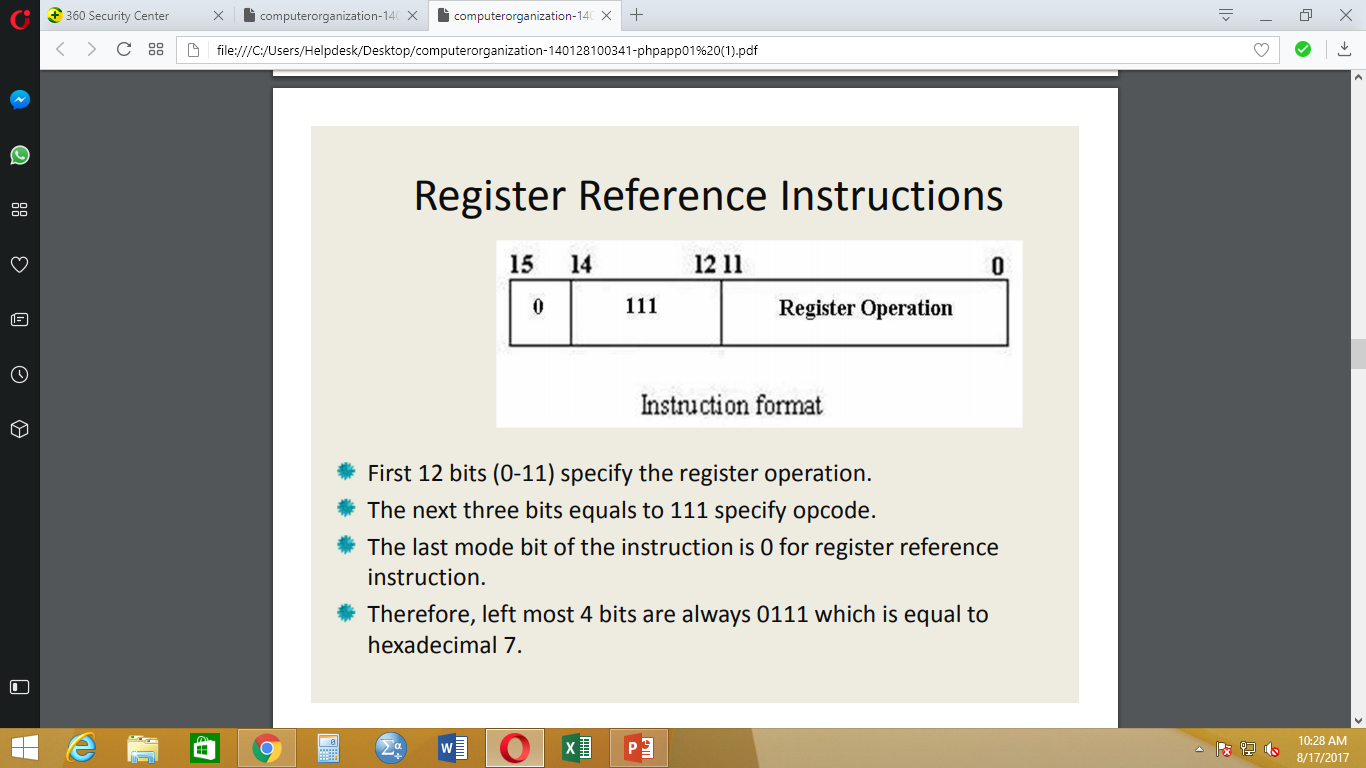 360 Security Center
computerorganization-140
computerorganization-140
file:///C:/Users/Helpdesk/Desktop/computerorganization-140128100341-phpapp01%20(1).pdf
Register Reference Instructions
15 14 12 11 0
0 111 Register Operation
Instruction format
First 12 bits (0-11) specify the register operation.
The next three bits equals to 111 specify opcode.
The last mode bit of the instruction is 0 for register reference
instruction.
Therefore, left most 4 bits are always 0111 which is equal to
hexadecimal 7.
10:28 AM
8/17/2017